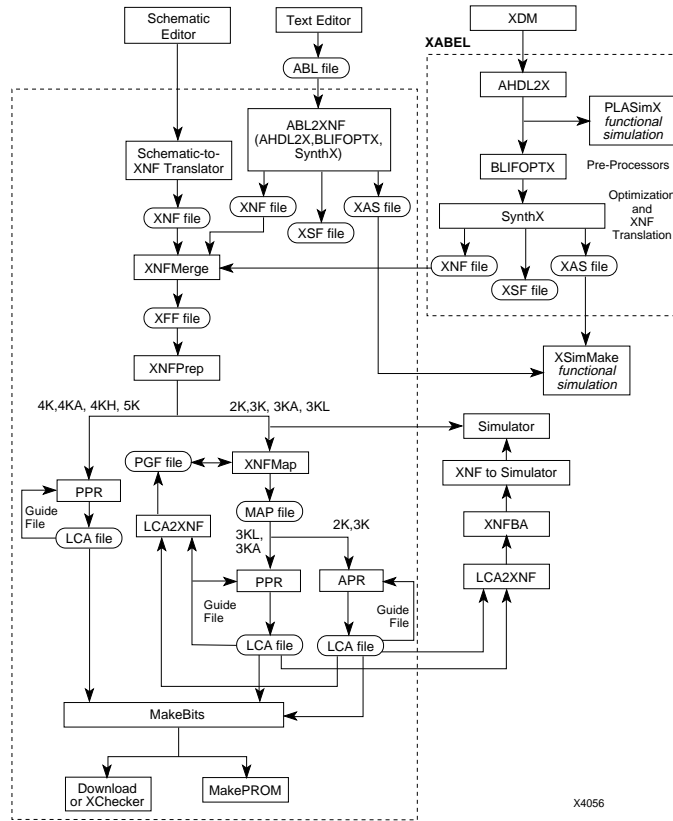 Schematic
Editor
Text Editor
XDM
XABEL
ABL file
AHDL2X
PLASimX
functional
simulation
ABL2XNF
(AHDL2X,BLIFOPTX,
SynthX)
Schematic-to-
XNF Translator
BLIFOPTX
Pre-Processors
Optimization
and
XNF
Translation
XNF file
XNF file
XSF file
XAS file
SynthX
XNFMerge
XNF file
XSF file
XAS file
XFF file
XNFPrep
XSimMake
functional
simulation
4K,4KA, 4KH, 5K
2K,3K, 3KA, 3KL
Simulator
PGF file
XNFMap
XNF to Simulator
PPR
Guide
File
LCA file
LCA2XNF
MAP file
XNFBA
3KL,
3KA
2K,3K
PPR
APR
LCA2XNF
Guide
File
Guide
File
LCA file
LCA file
MakeBits
Download
or XChecker
MakePROM
X4056